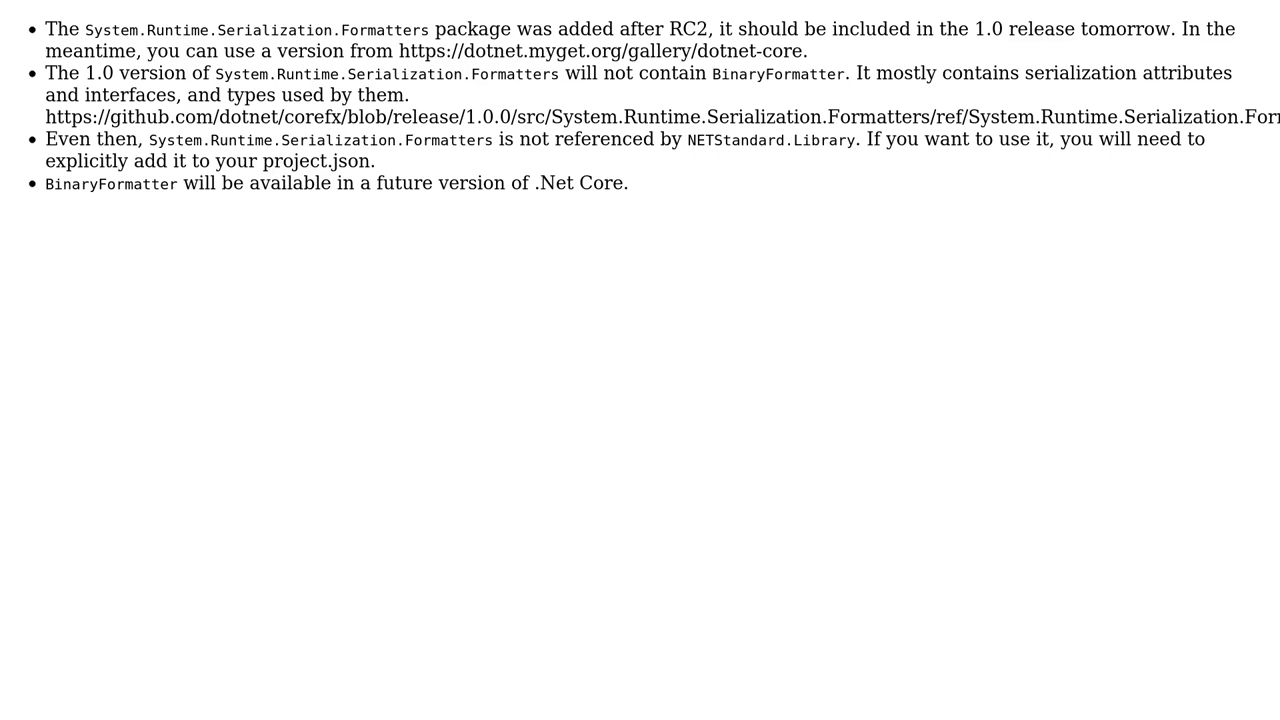 The System.Runtime.Serialization.Formatters package was added after RC2, it should be included in the 1.0 release tomorrow. In the
meantime, you can use a version from https://dotnet.myget.org/gallery/dotnet-core.
The 1.0 version of System.Runtime.Serialization.Formatters will not contain BinaryFormatter. It mostly contains serialization attributes
and interfaces, and types used by them.
https://github.com/dotnet/corefx/blob/release/1.0.0/src/System.Runtime.Serialization.Formatters/ref/System.Runtime.Serialization.For
Even then, System.Runtime.Serialization.Formatters is not referenced by NETStandard.Library. If you want to use it, you will need to
explicitly add it to your project.json.
BinaryFormatter will be available in a future version of .Net Core.